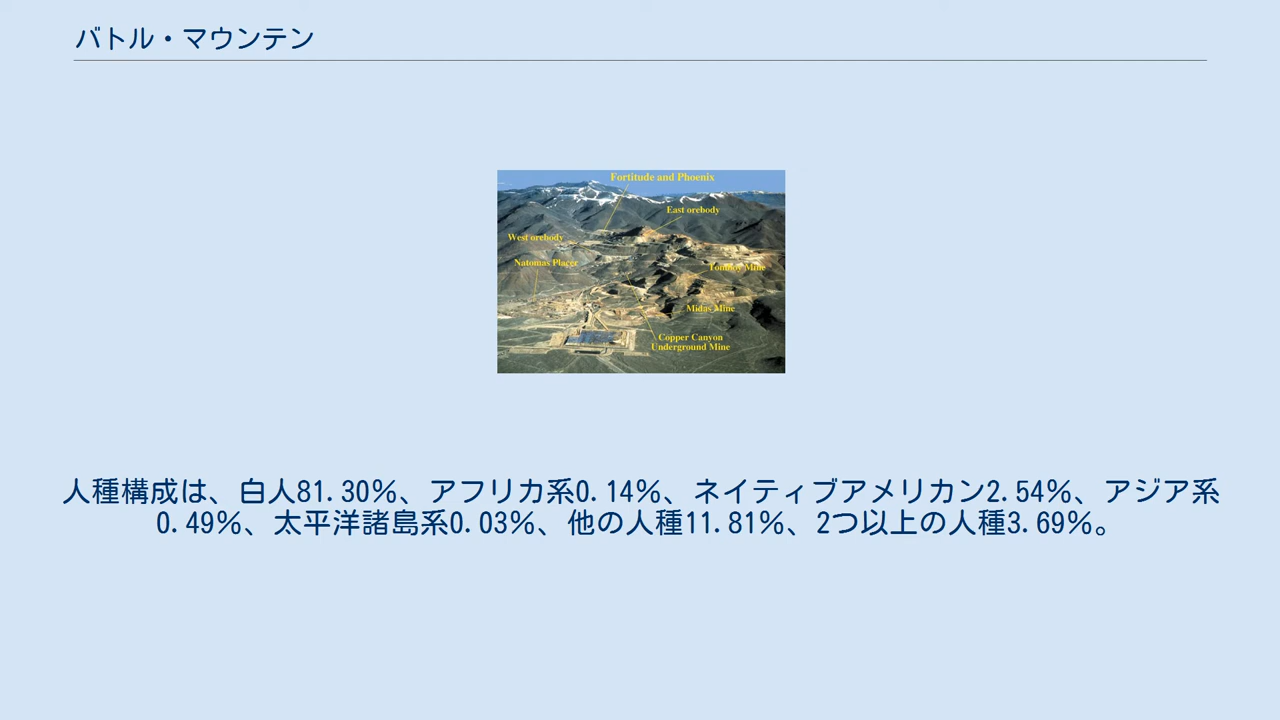 バトル・マウンテン
Fortitude and Phoenix
East orebody
West orebody
Natomas Placer
Tomboy Mine
Midas Mine
Copper Canyon
Underground Mine
人種構成は、白人81.30%、アフリカ系0.14%、ネイティブアメリカン2.54%、アジア系
0.49%、太平洋諸島系0.03%、他の人種11.81%、2つ以上の人種3.69%。